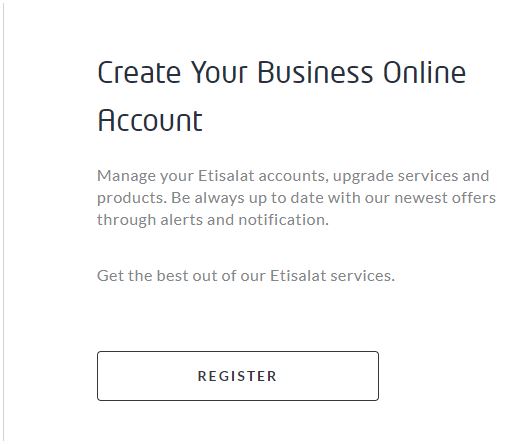 Create Your Business Online
Account
Manage your Etisalat accounts, upgrade services and
products. Be always up to date with our newest offers
through alerts and notification.
Get the best out of our Etisalat services.
REGISTER